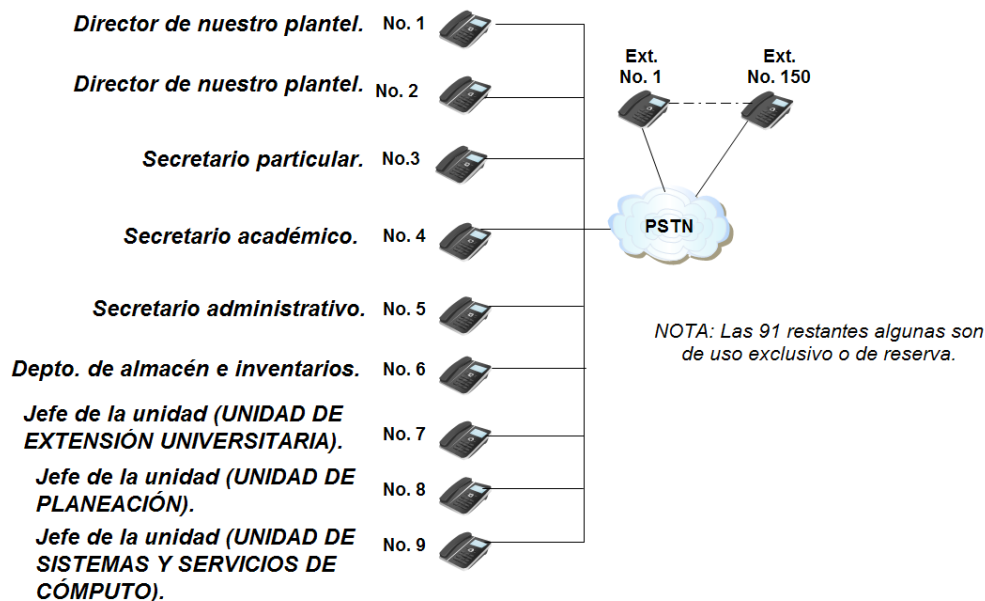 Director de nuestro plantel. No. 1
Director de nuestro plantel. No. 2
Secretario particular. No.3
Secretario académico. No. 4
Secretario administrativo. No. 5
Depto. de almacén e inventarios. No. 6
Jefe de la unidad (UNIDAD DE
EXTENSIÓN UNIVERSITARIA).
No. 7
Jefe de la unidad (UNIDAD DE
PLANEACIÓN).
No. 8
Jefe de la unidad (UNIDAD DE
SISTEMAS Y SERVICIOS DE
CÓMPUTO).
No. 9
Ext.
No. 1
Ext.
No. 150
PSTN
NOTA: Las 91 restantes algunas son
de uso exclusivo o de reserva.